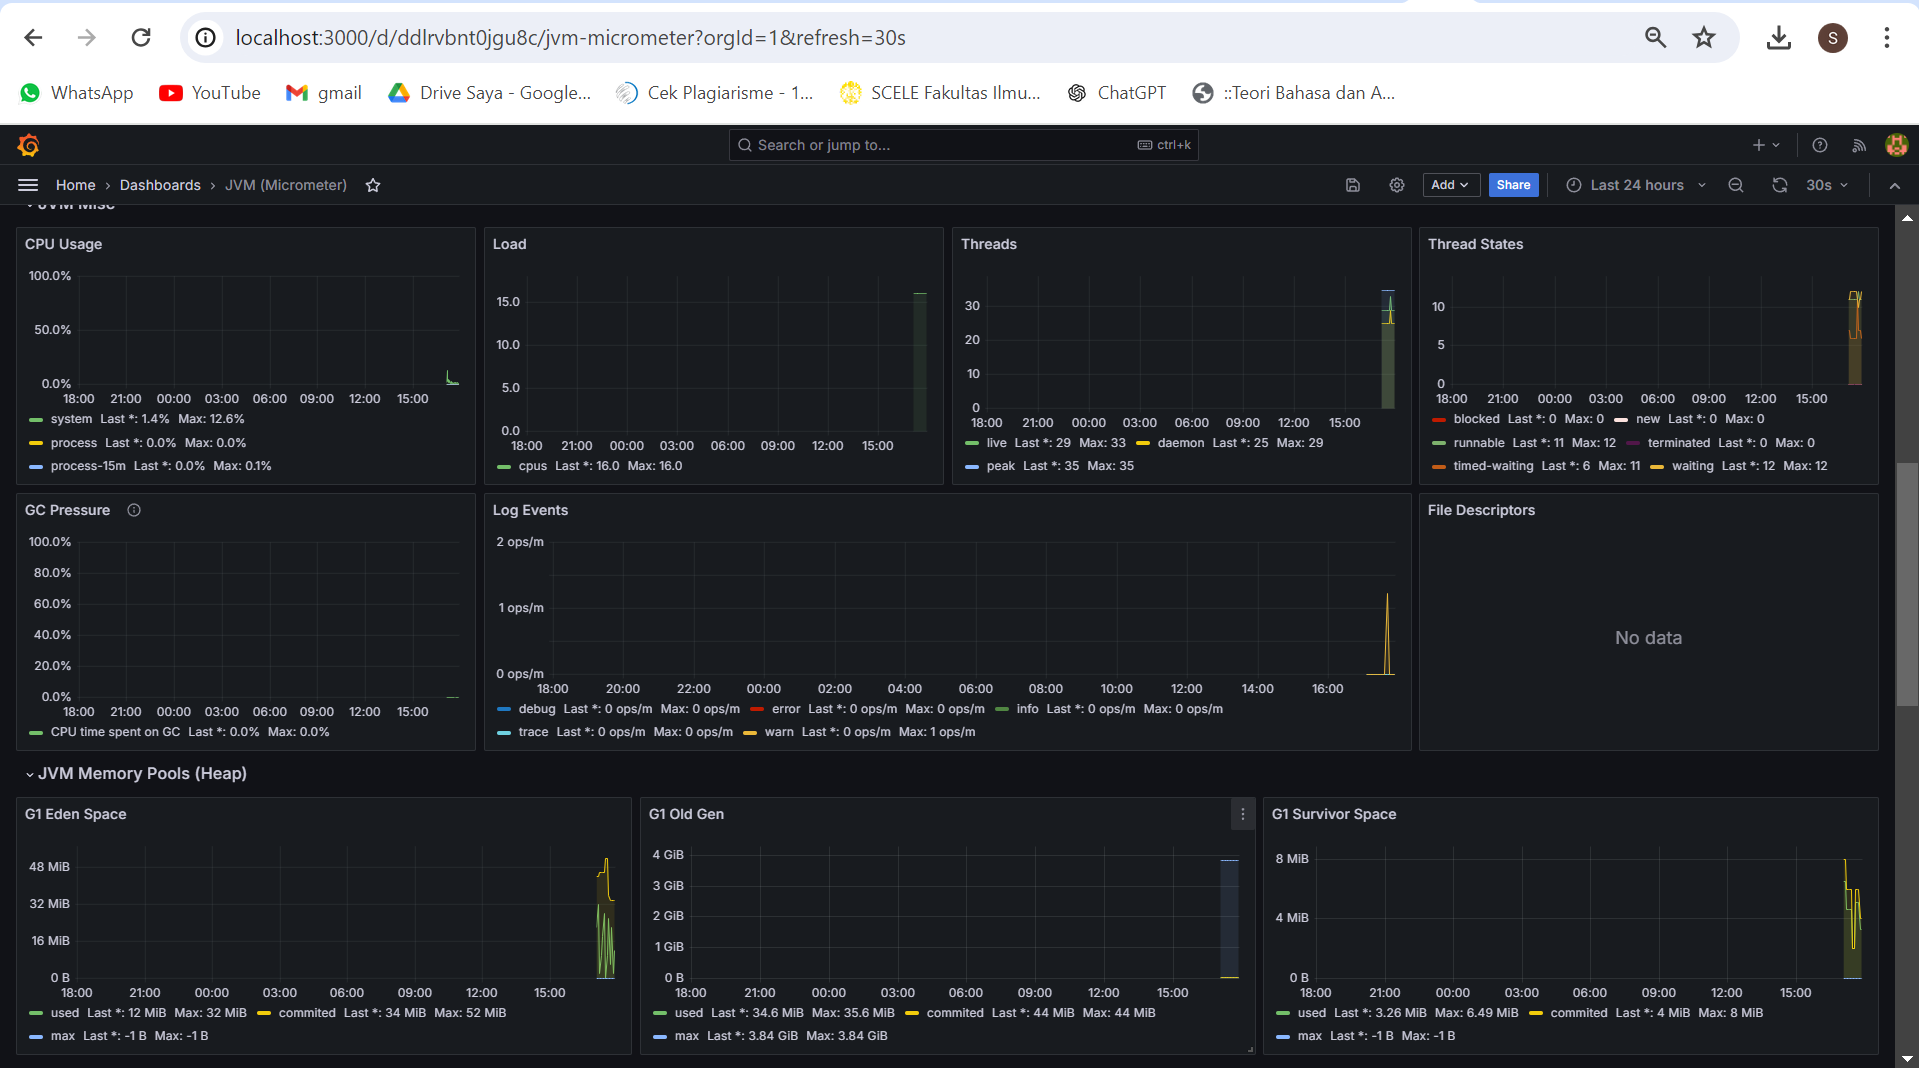 localhost:3000/d/ddlrvbnt0jgu8c/jvm-micrometer?orgId=1&refresh=30s
S
WhatsApp YouTube gmail Drive Saya - Google... Cek Plagiarisme - 1... SCELE Fakultas Ilmu... ChatGPT ::Teori Bahasa dan A...
Search or jump to... ctrl+k
Home › Dashboards › JVM (Micrometer) Add Share Last 24 hours 30s
JVM Misc
CPU Usage
100.0%
50.0%
0.0%
18:00 21:00 00:00 03:00 06:00 09:00 12:00 15:00
system Last *: 1.4% Max: 12.6%
process Last *: 0.0% Max: 0.0%
process-15m Last *: 0.0% Max: 0.1%
Load
15.0
10.0
5.0
0.0
18:00 21:00 00:00 03:00 06:00 09:00 12:00 15:00
cpus Last *: 16.0 Max: 16.0
Threads
30
20
10
0
18:00 21:00 00:00 03:00 06:00 09:00 12:00 15:00
live Last *: 29 Max: 33 daemon Last *: 25 Max: 29
peak Last *: 35 Max: 35
Thread States
10
5
0
18:00 21:00 00:00 03:00 06:00 09:00 12:00 15:00
blocked Last *: 0 Max: 0 new Last *: 0 Max: 0
runnable Last *: 11 Max: 12 terminated Last *: 0 Max: 0
timed-waiting Last *: 6 Max: 11 waiting Last *: 12 Max: 12
GC Pressure
100.0%
80.0%
60.0%
40.0%
20.0%
0.0%
18:00 21:00 00:00 03:00 06:00 09:00 12:00 15:00
CPU time spent on GC Last *: 0.0% Max: 0.0%
Log Events
2 ops/m
1 ops/m
0 ops/m
18:00 20:00 22:00 00:00 02:00 04:00 06:00 08:00 10:00 12:00 14:00 16:00
debug Last *: 0 ops/m Max: 0 ops/m error Last *: 0 ops/m Max: 0 ops/m info Last *: 0 ops/m Max: 0 ops/m
trace Last *: 0 ops/m Max: 0 ops/m warn Last *: 0 ops/m Max: 1 ops/m
File Descriptors
No data
JVM Memory Pools (Heap)
G1 Eden Space
48 MiB
32 MiB
16 MiB
0 B
18:00 21:00 00:00 03:00 06:00 09:00 12:00 15:00
used Last *: 12 MiB Max: 32 MiB commited Last *: 34 MiB Max: 52 MiB
max Last *: -1 B Max: -1 B
G1 Old Gen
4 GiB
3 GiB
2 GiB
1 GiB
0 B
18:00 21:00 00:00 03:00 06:00 09:00 12:00 15:00
used Last *: 34.6 MiB Max: 35.6 MiB commited Last *: 44 MiB Max: 44 MiB
max Last *: 3.84 GiB Max: 3.84 GiB
G1 Survivor Space
8 MiB
4 MiB
0 B
18:00 21:00 00:00 03:00 06:00 09:00 12:00 15:00
used Last *: 3.26 MiB Max: 6.49 MiB commited Last *: 4 MiB Max: 8 MiB
max Last *: -1 B Max: -1 B